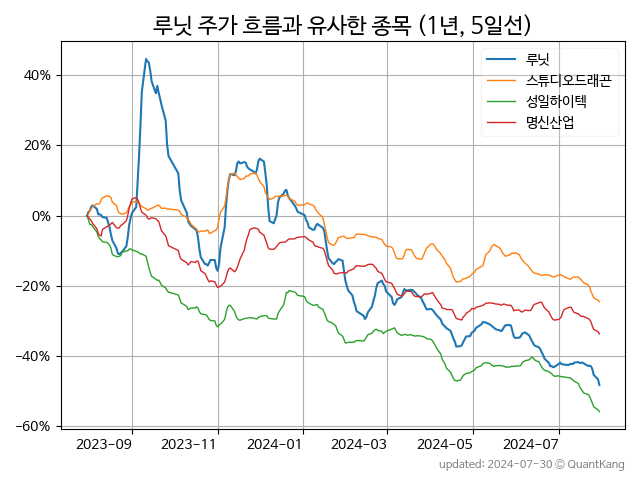 루닛 주가 흐름과 유사한 종목 (1년, 5일선)
루닛
스튜디오드래곤
성일하이텍
명신산업
40%
20%
0%
−20%
−40%
−60%
2023-09 2023-11 2024-01 2024-03 2024-05 2024-07
updated: 2024-07-30 © QuantKang